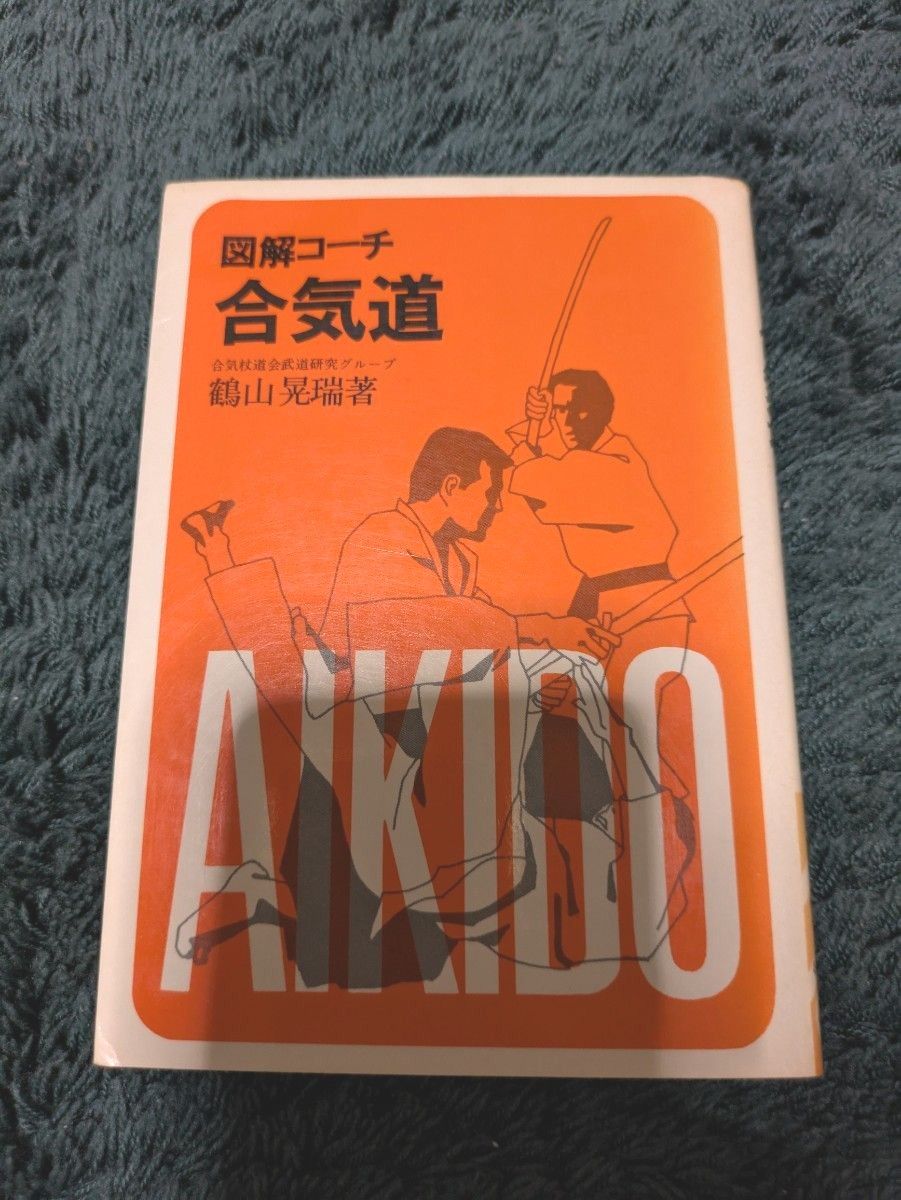 図解コーチ
合気道
合気杖道会武道研究グループ
鶴山晃瑞著
AIKIDO